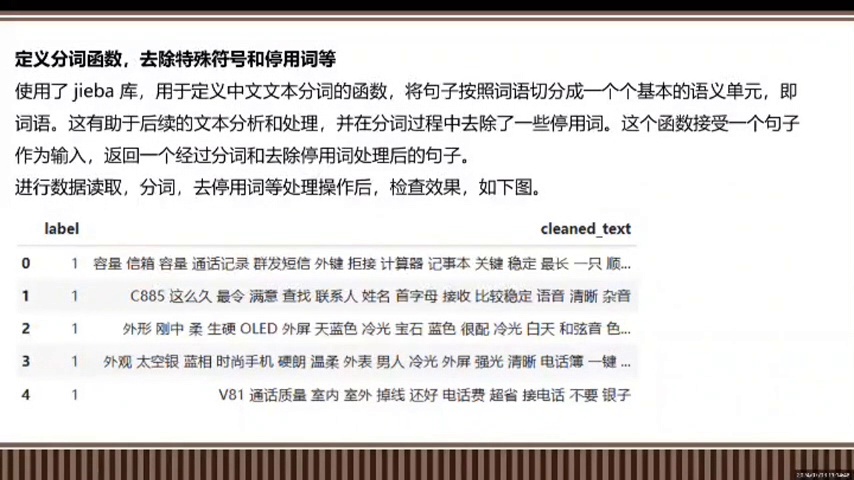 定义分词函数，去除特殊符号和停用词等
使用了 jieba 库，用于定义中文文本分词的函数，将句子按照词语切分成一个个基本的语义单元，即
词语。这有助于后续的文本分析和处理，并在分词过程中去除了一些停用词。这个函数接受一个句子
作为输入，返回一个经过分词和去除停用词处理后的句子。
进行数据读取，分词，去停用词等处理操作后，检查效果，如下图。
label cleaned_text
0 1 容量 信箱 容量 通话记录 群发短信 外键 拒接 计算器 记事本 关键 稳定 最长 一只 顺...
1 1 C885 这么久 最令 满意 查找 联系人 姓名 首字母 接收 比较稳定 语音 清晰 杂音
2 1 外形 刚中 柔 生硬 OLED 外屏 天蓝色 冷光 宝石 蓝色 很配 冷光 白天 和弦音 色...
3 1 外观 太空银 蓝相 时尚手机 硬朗 温柔 外表 男人 冷光 外屏 强光 清晰 电话簿 一键 ...
4 1 V81 通话质量 室内 室外 掉线 还好 电话费 超省 接电话 不要 银子